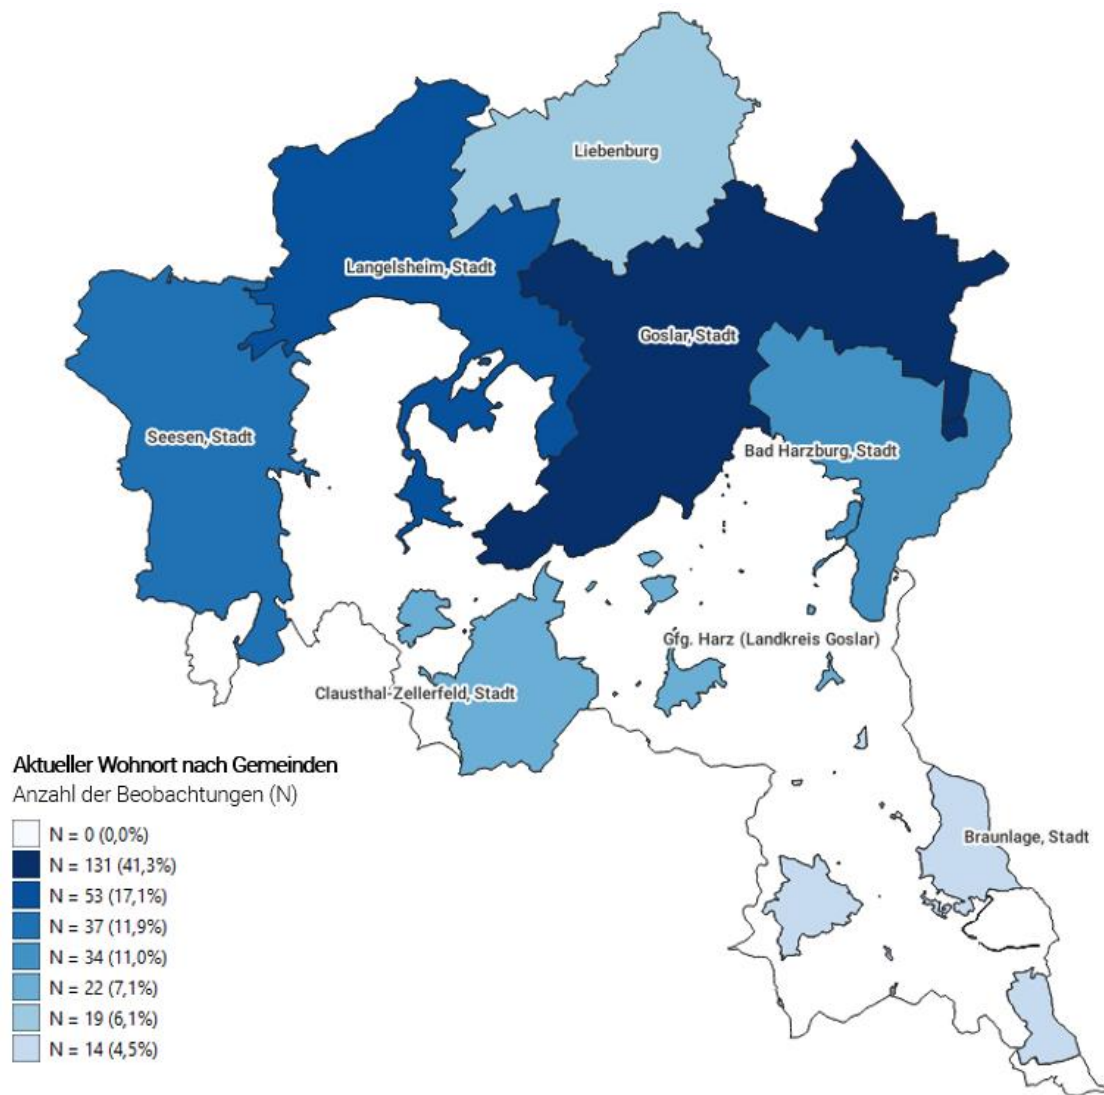 Liebenburg
Langelsheim, Stadt
Goslar, Stadt
Seesen, Stadt
Bad Harzburg, Stadt
Gfg. Harz (Landkreis Goslar)
Clausthal-Zellerfeld, Stadt
Braunlage, Stadt
Aktueller Wohnort nach Gemeinden
Anzahl der Beobachtungen (N)
N = 0 (0,0%)
N = 131 (41,3%)
N = 53 (17,1%)
N = 37 (11,9%)
N = 34 (11,0%)
N = 22 (7,1%)
N = 19 (6,1%)
N = 14 (4,5%)